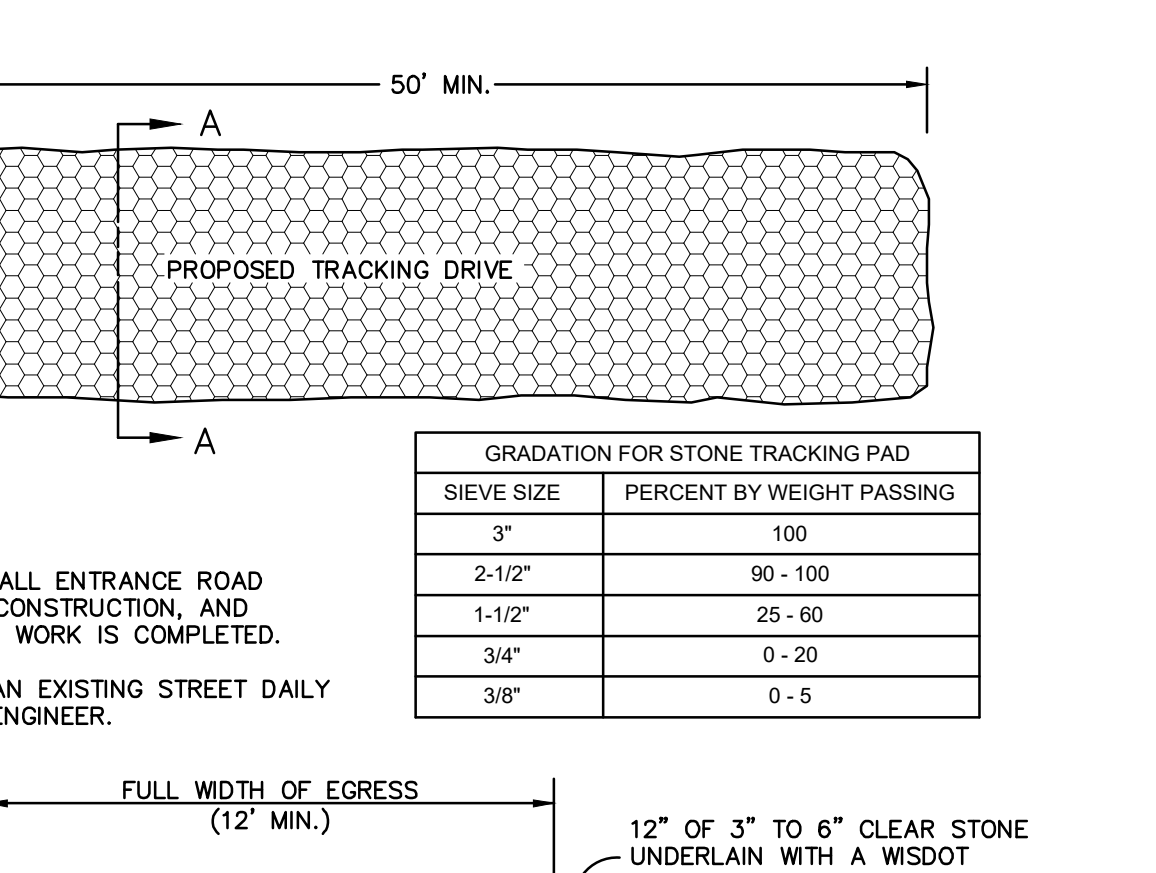 50' MIN.
A
PROPOSED TRACKING DRIVE
A
GRADATION FOR STONE TRACKING PAD
SIEVE SIZE PERCENT BY WEIGHT PASSING
3" 100
2-1/2" 90 - 100
1-1/2" 25 - 60
3/4" 0 - 20
3/8" 0 - 5
ALL ENTRANCE ROAD
CONSTRUCTION, AND
WORK IS COMPLETED.
AN EXISTING STREET DAILY
ENGINEER.
FULL WIDTH OF EGRESS
(12' MIN.)
12” OF 3” TO 6” CLEAR STONE
UNDERLAIN WITH A WISDOT